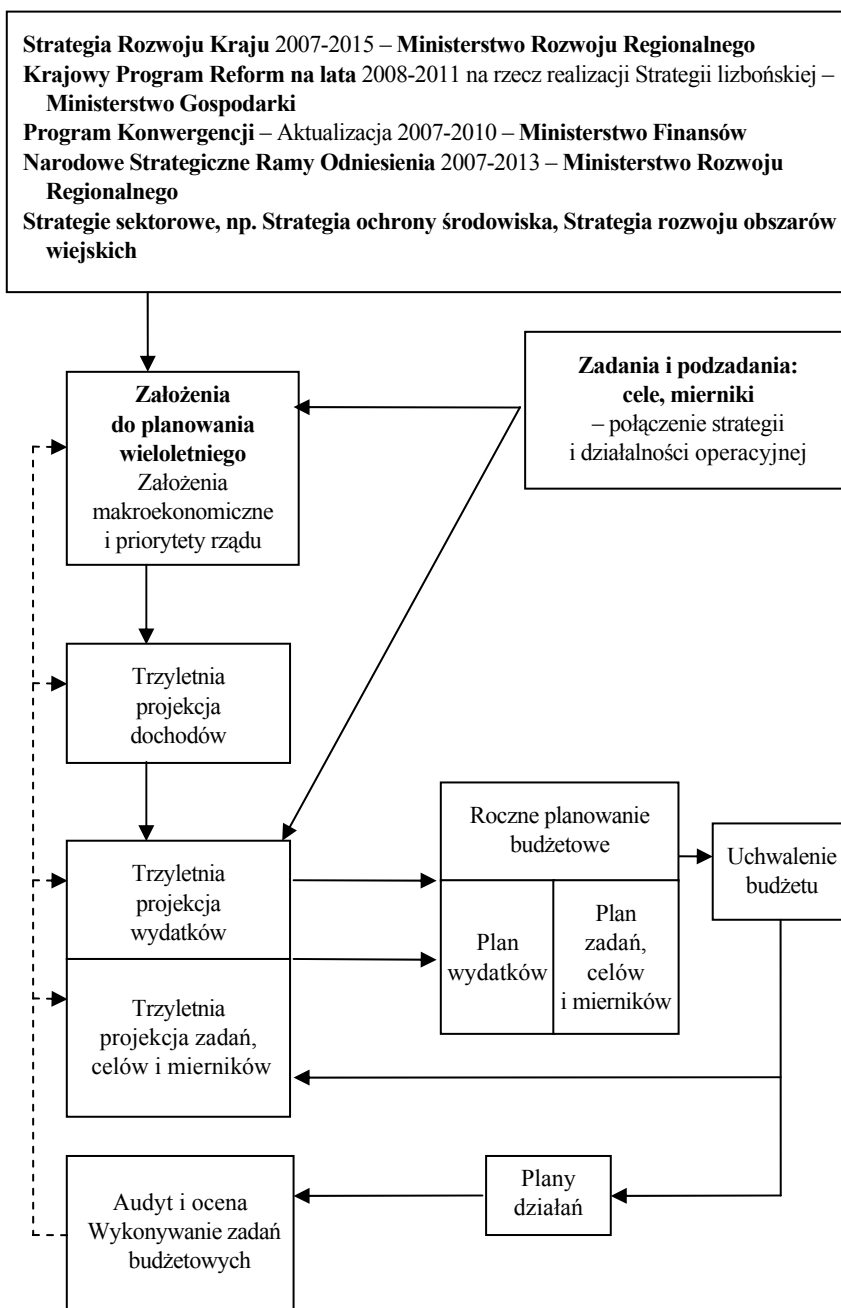 Strategia Rozwoju Kraju 2007-2015 – Ministerstwo Rozwoju Regionalnego
Krajowy Program Reform na lata 2008-2011 na rzecz realizacji Strategii lizbońskiej –
Ministerstwo Gospodarki
Program Konwergencji – Aktualizacja 2007-2010 – Ministerstwo Finansów
Narodowe Strategiczne Ramy Odniesienia 2007-2013 – Ministerstwo Rozwoju
Regionalnego
Strategie sektorowe, np. Strategia ochrony środowiska, Strategia rozwoju obszarów
wiejskich
Zadania i podzadania:
cele, mierniki
– połączenie strategii
i działalności operacyjnej
Założenia
do planowania
wieloletniego
Założenia
makroekonomiczne
i priorytety rządu
Trzyletnia
projekcja
dochodów
Trzyletnia
projekcja
wydatków
Trzyletnia
projekcja zadań,
celów i mierników
Roczne planowanie
budżetowe
Plan
wydatków
Plan
zadań,
celów
i mierników
Uchwalenie
budżetu
Plany
działań
Audyt i ocena
Wykonywanie zadań
budżetowych